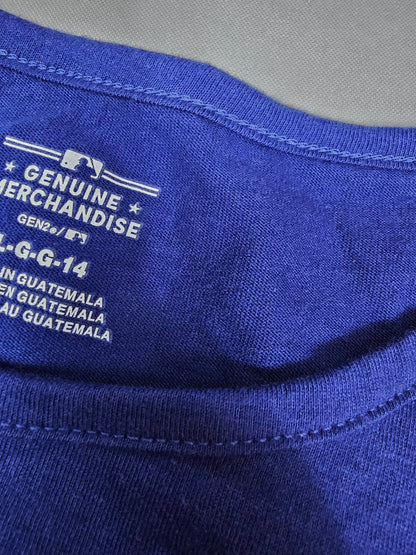 GENUINE
MERCHANDISE
GEN2
L-G-G-14
IN GUATEMALA
EN GUATEMALA
AU GUATEMALA